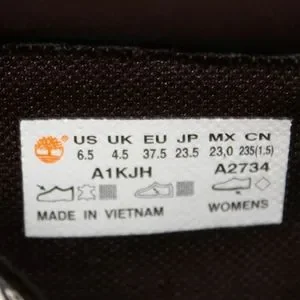 US UK EU JP MX CN
6.5 4.5 37.5 23.5 23,0 235(1.5)
A1KJH A2734
MADE IN VIETNAM WOMENS